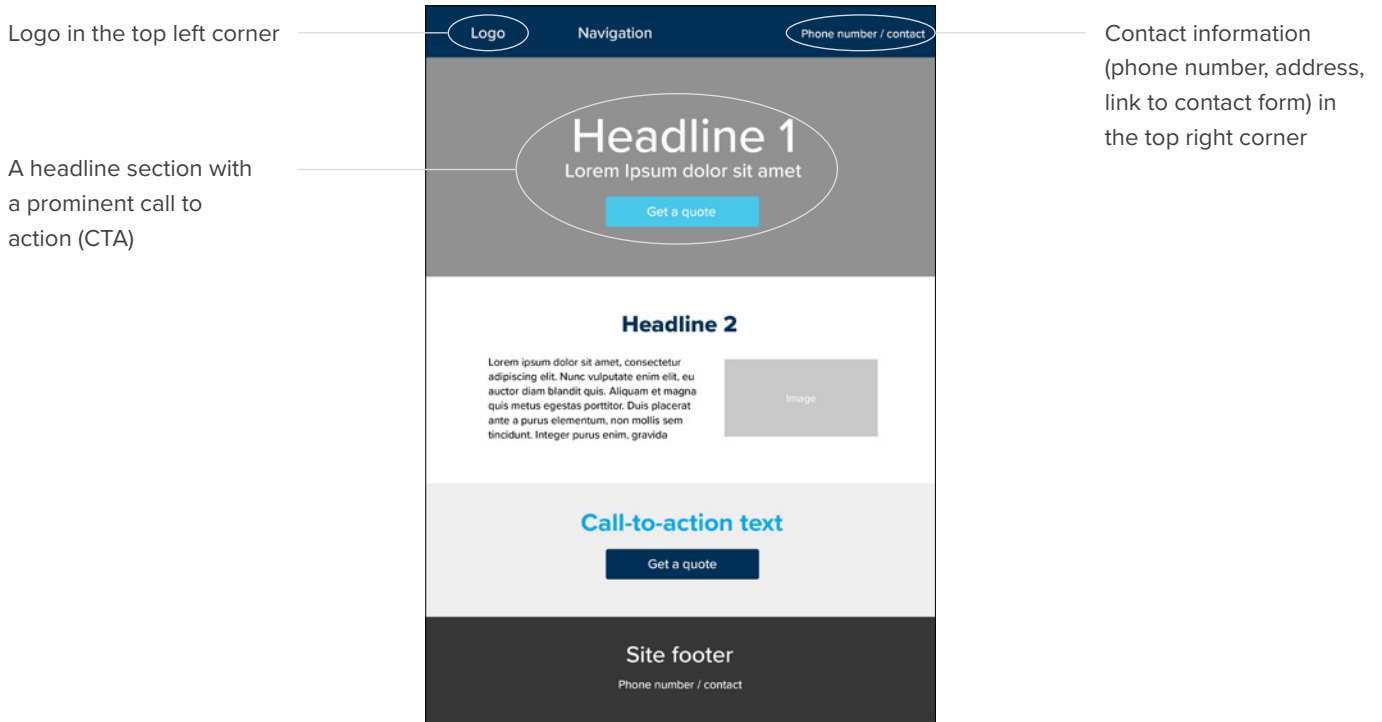 Logo in the top left corner
A headline section with
a prominent call to
action (CTA)
Logo
Navigation
Phone number / contact
Headline 1
Lorem Ipsum dolor sit amet
Get a quote
Headline 2
Lorem ipsum dolor sit amet, consectetur
adipiscing elit. Nunc vulputate enim elit, eu
auctor diam blandit quis. Aliquam et magna
quis metus egestas porttitor. Duis placerat
ante a purus elementum, non mollis sem
tincidunt. Integer purus enim, gravida
Image
Call-to-action text
Get a quote
Site footer
Phone number / contact
Contact information
(phone number, address,
link to contact form) in
the top right corner